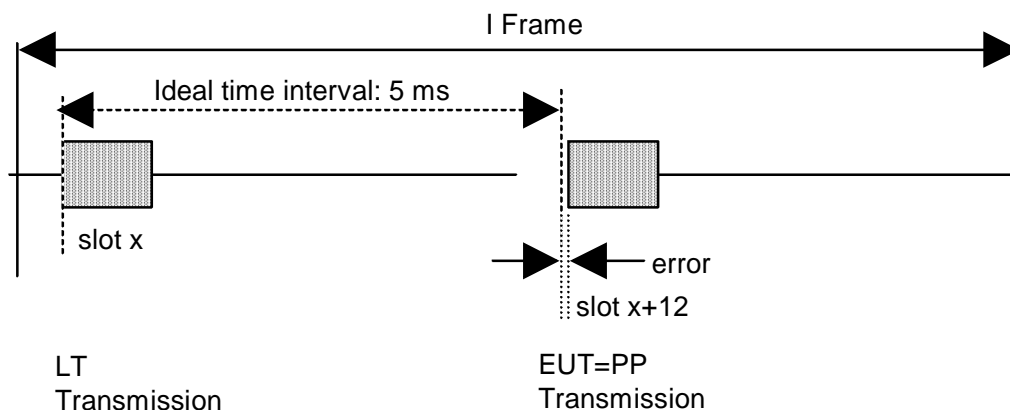 I Frame
Ideal time interval: 5 ms
slot x
error
slot x+12
LT
Transmission
EUT=PP
Transmission